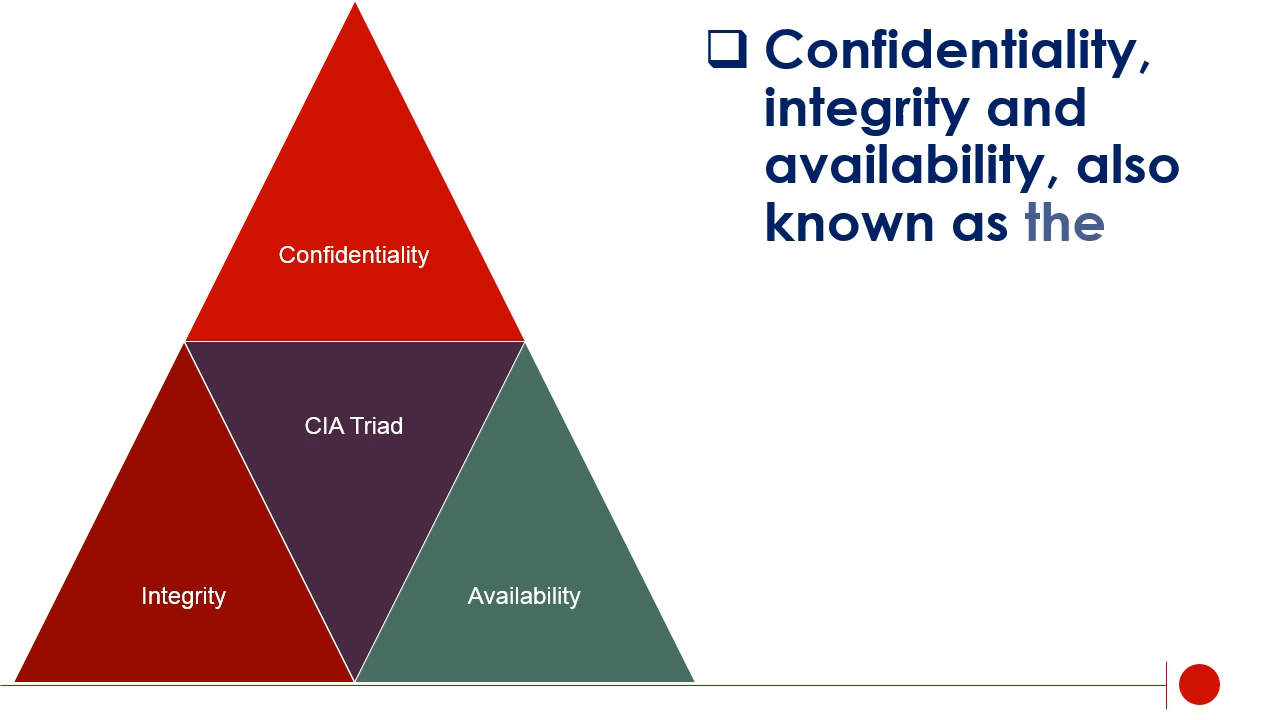 Confidentiality,
integrity and
availability, also
known as the
Confidentiality
CIA Triad
Integrity
Availability